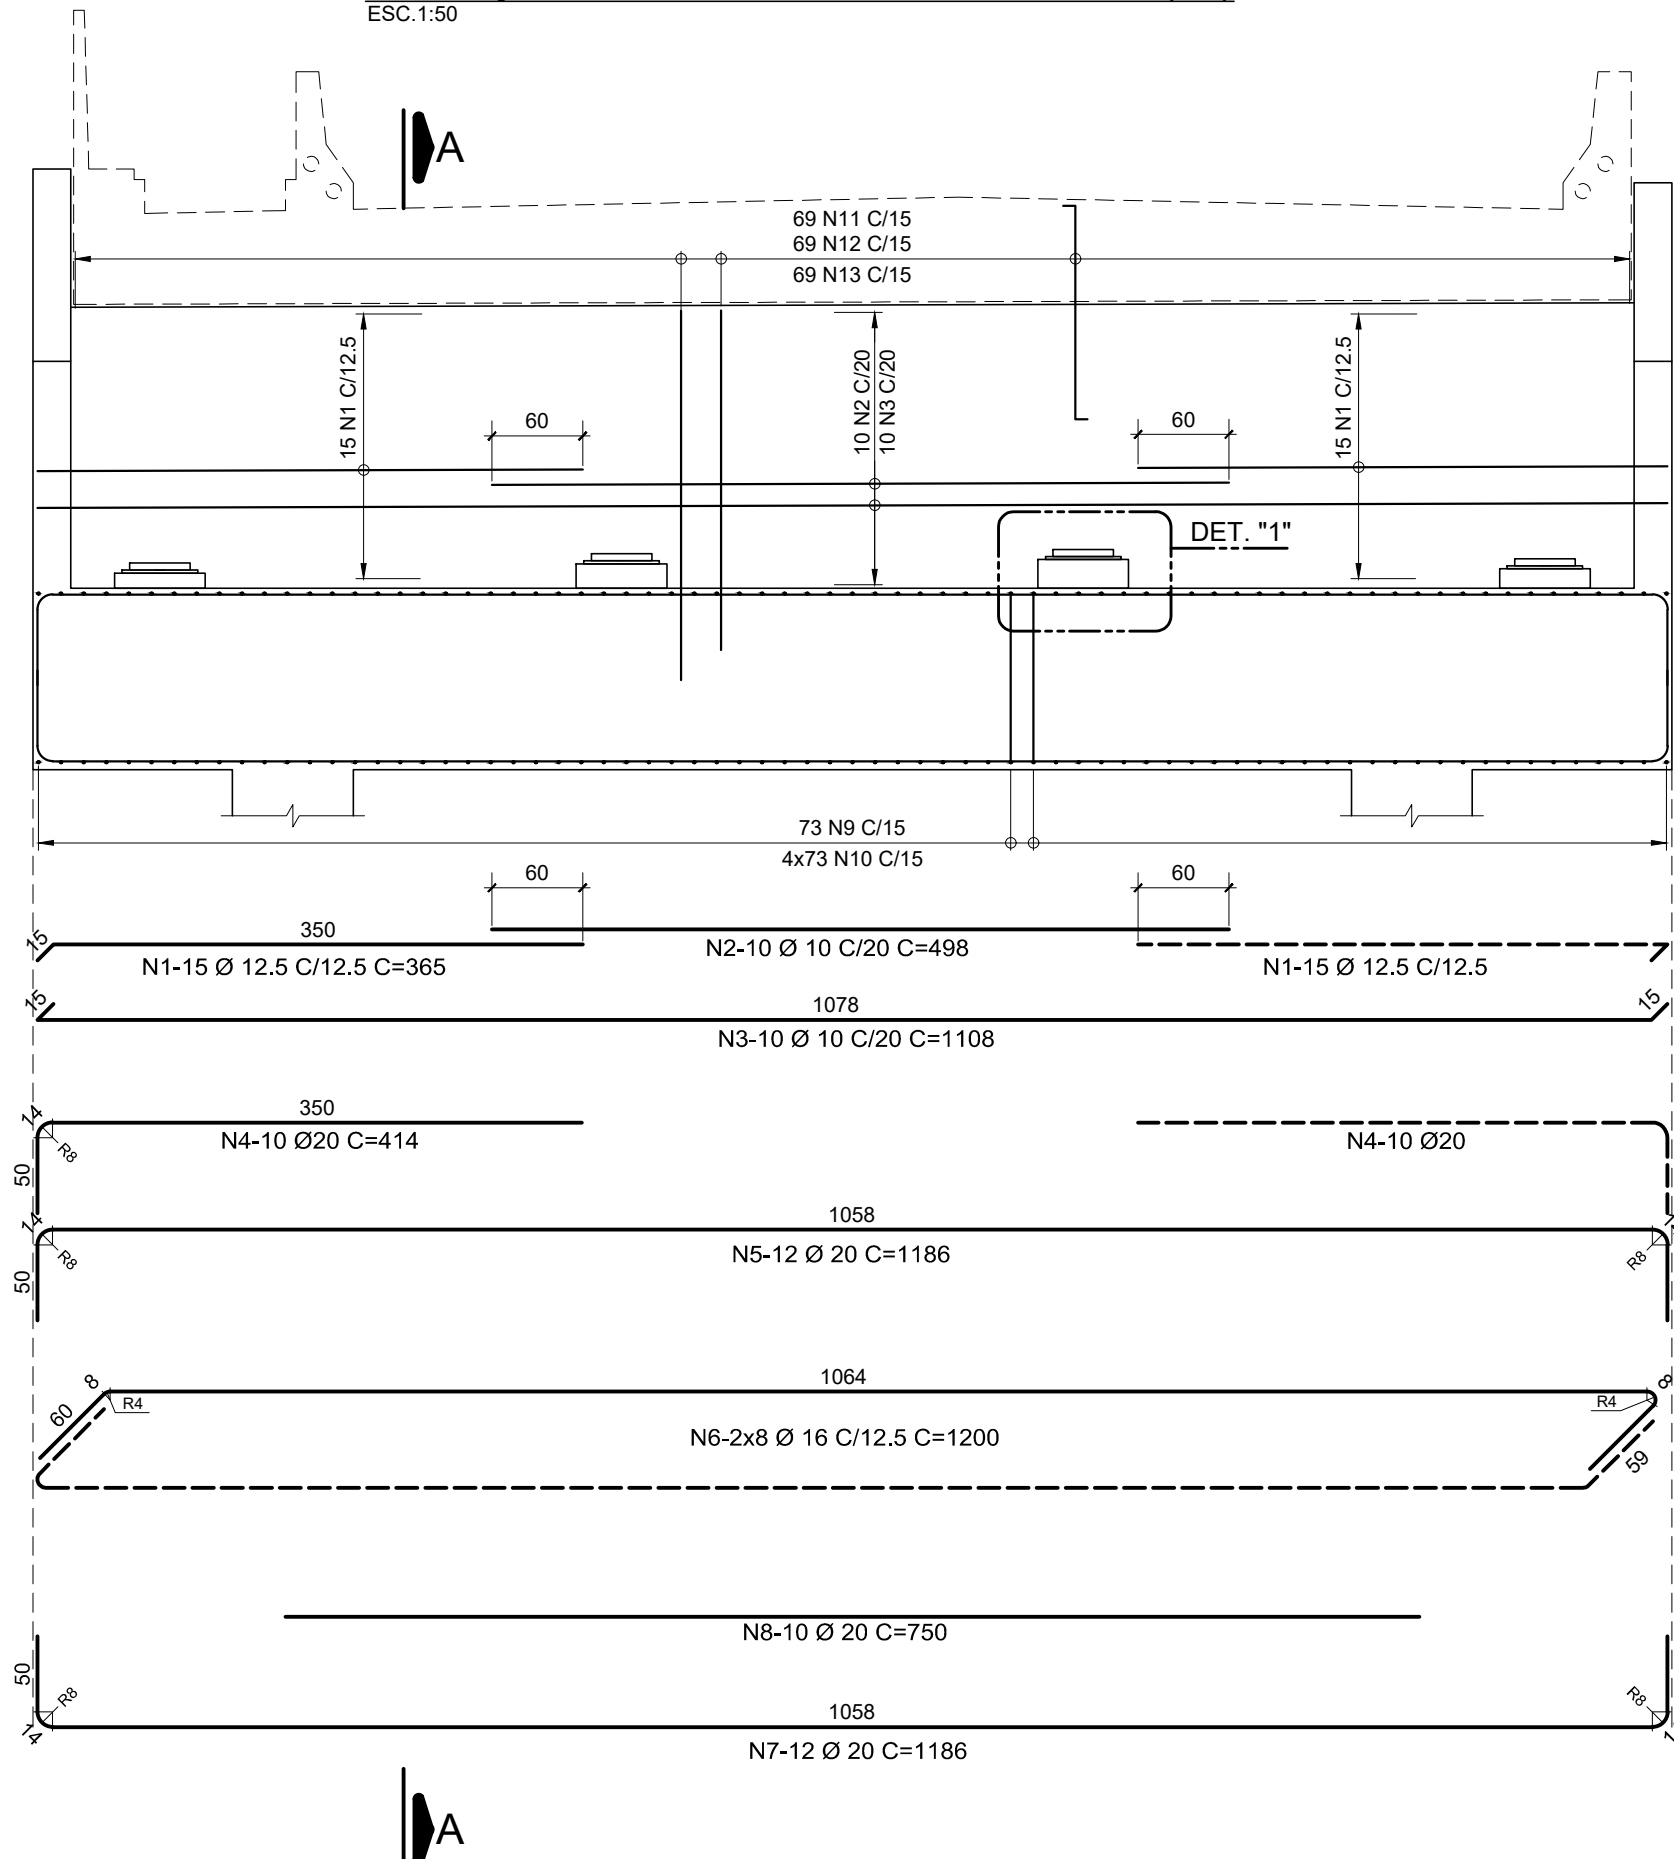 ESC.1:50
A
69 N11 C/15
69 N12 C/15
69 N13 C/15
15 N1 C/12.5
10 N2 C/20
10 N3 C/20
15 N1 C/12.5
60
60
DET. "1"
73 N9 C/15
4x73 N10 C/15
60
60
15
350
N1-15 Ø 12.5 C/12.5 C=365
N2-10 Ø 10 C/20 C=498
N1-15 Ø 12.5 C/12.5
15
1078
15
N3-10 Ø 10 C/20 C=1108
14
350
R8
N4-10 Ø20 C=414
N4-10 Ø20
50
14
1058
R8
R8
N5-12 Ø 20 C=1186
50
8
1064
8
R4
R4
60
N6-2x8 Ø 16 C/12.5 C=1200
59
N8-10 Ø 20 C=750
50
R8
R8
14
1058
N7-12 Ø 20 C=1186
A